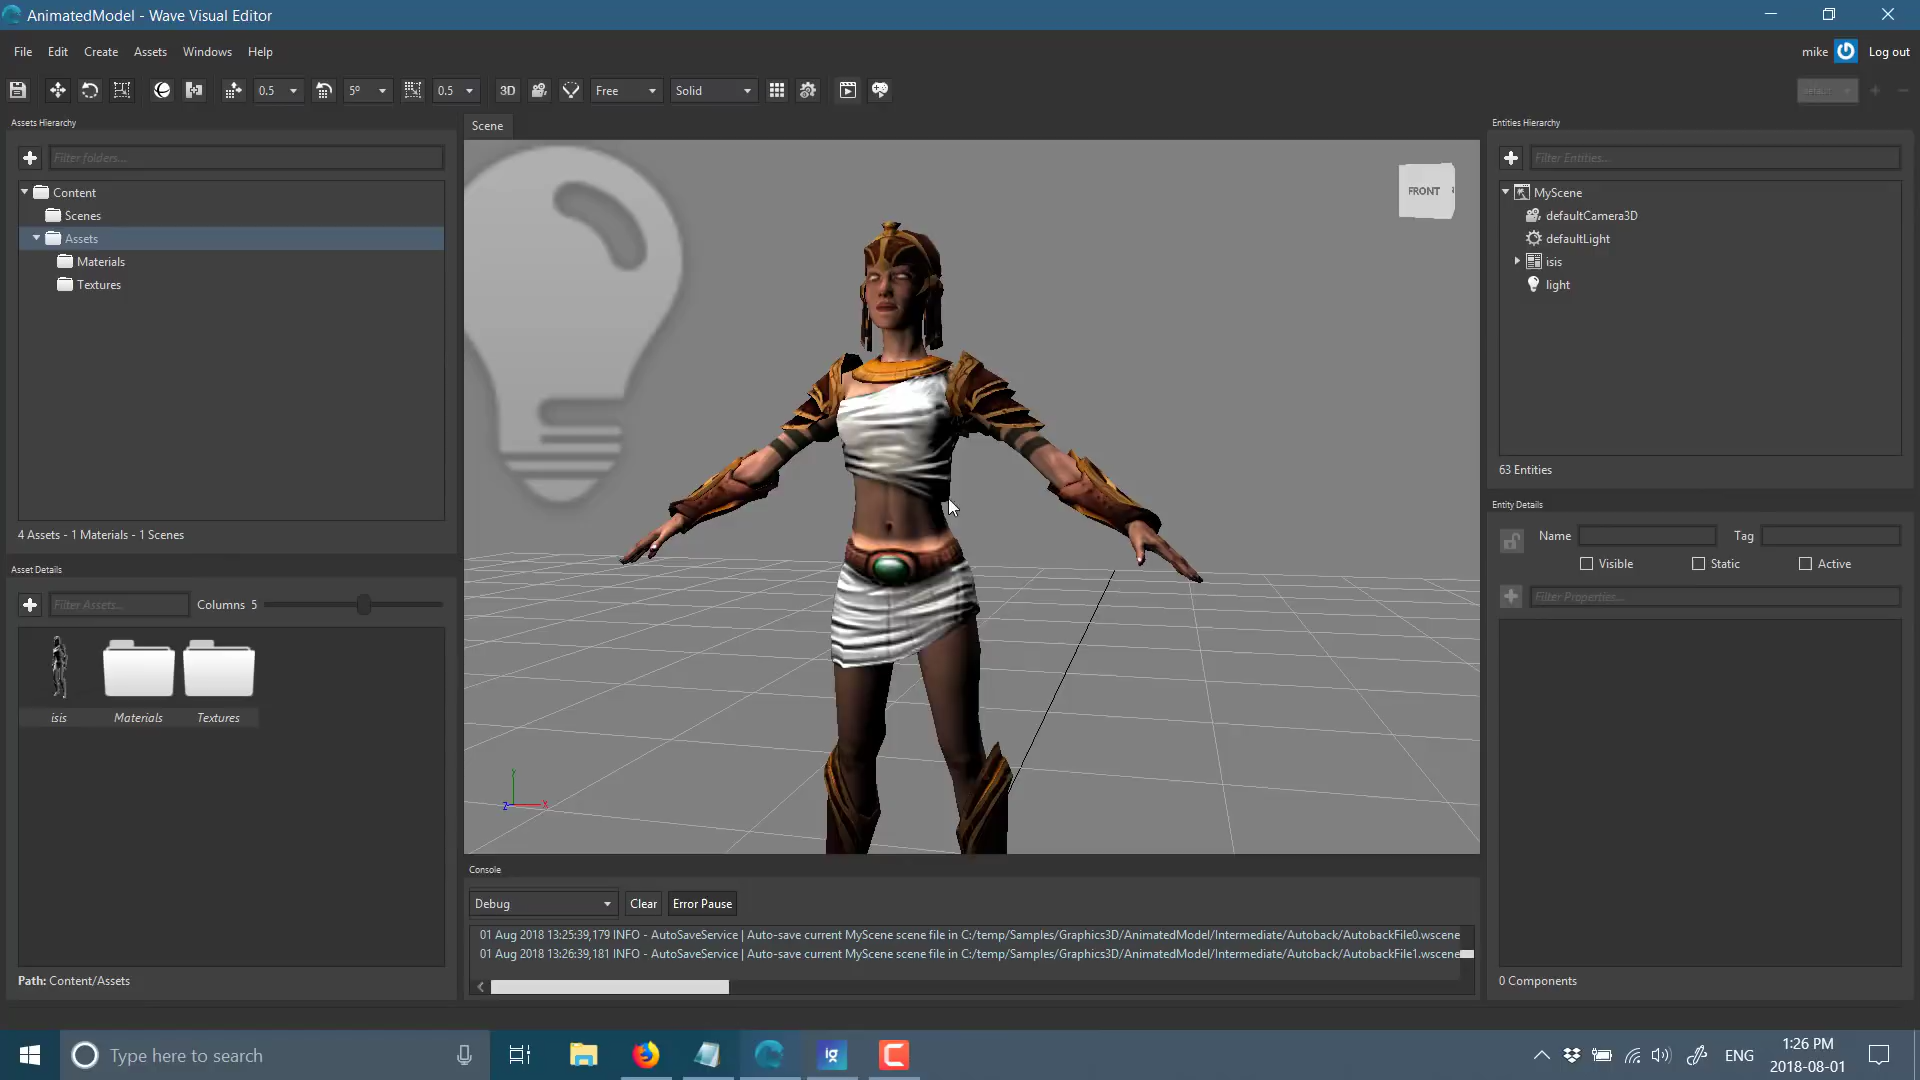 AnimatedModel - Wave Visual Editor
File Edit Create Assets Windows Help
mike Log out
0.5 5º 0.5 3D Free Solid
default
Assets Hierarchy
Filter folders...
Content
Scenes
Assets
Materials
Textures
4 Assets - 1 Materials - 1 Scenes
Asset Details
Filter Assets...
Columns 5
isis Materials Textures
Path: Content/Assets
Scene
FRONT
Y
Z X
Console
Debug Clear Error Pause
01 Aug 2018 13:25:39,179 INFO - AutoSaveService | Auto-save current MyScene scene file in C:/temp/Samples/Graphics3D/AnimatedModel/Intermediate/Autoback/AutobackFile0.wscene
01 Aug 2018 13:26:39,181 INFO - AutoSaveService | Auto-save current MyScene scene file in C:/temp/Samples/Graphics3D/AnimatedModel/Intermediate/Autoback/AutobackFile1.wscene
Entities Hierarchy
Filter Entities...
MyScene
defaultCamera3D
defaultLight
isis
light
63 Entities
Entity Details
Name Tag
Visible Static Active
Filter Properties...
0 Components
Type here to search
ig
C
ENG
1:26 PM
2018-08-01